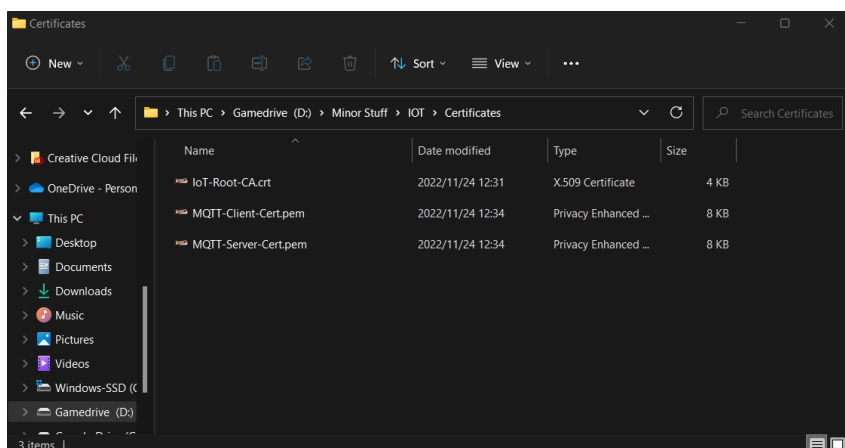 Certificates
New
Sort
View
This PC > Gamedrive (D:) > Minor Stuff > IOT > Certificates
Search Certificates
Name Date modified Type Size
Creative Cloud File
OneDrive - Person
This PC
Desktop
Documents
Downloads
Music
Pictures
Videos
Windows-SSD (C
Gamedrive (D:)
IoT-Root-CA.crt 2022/11/24 12:31 X.509 Certificate 4 KB
MQTT-Client-Cert.pem 2022/11/24 12:34 Privacy Enhanced ... 8 KB
MQTT-Server-Cert.pem 2022/11/24 12:34 Privacy Enhanced ... 8 KB
3 items